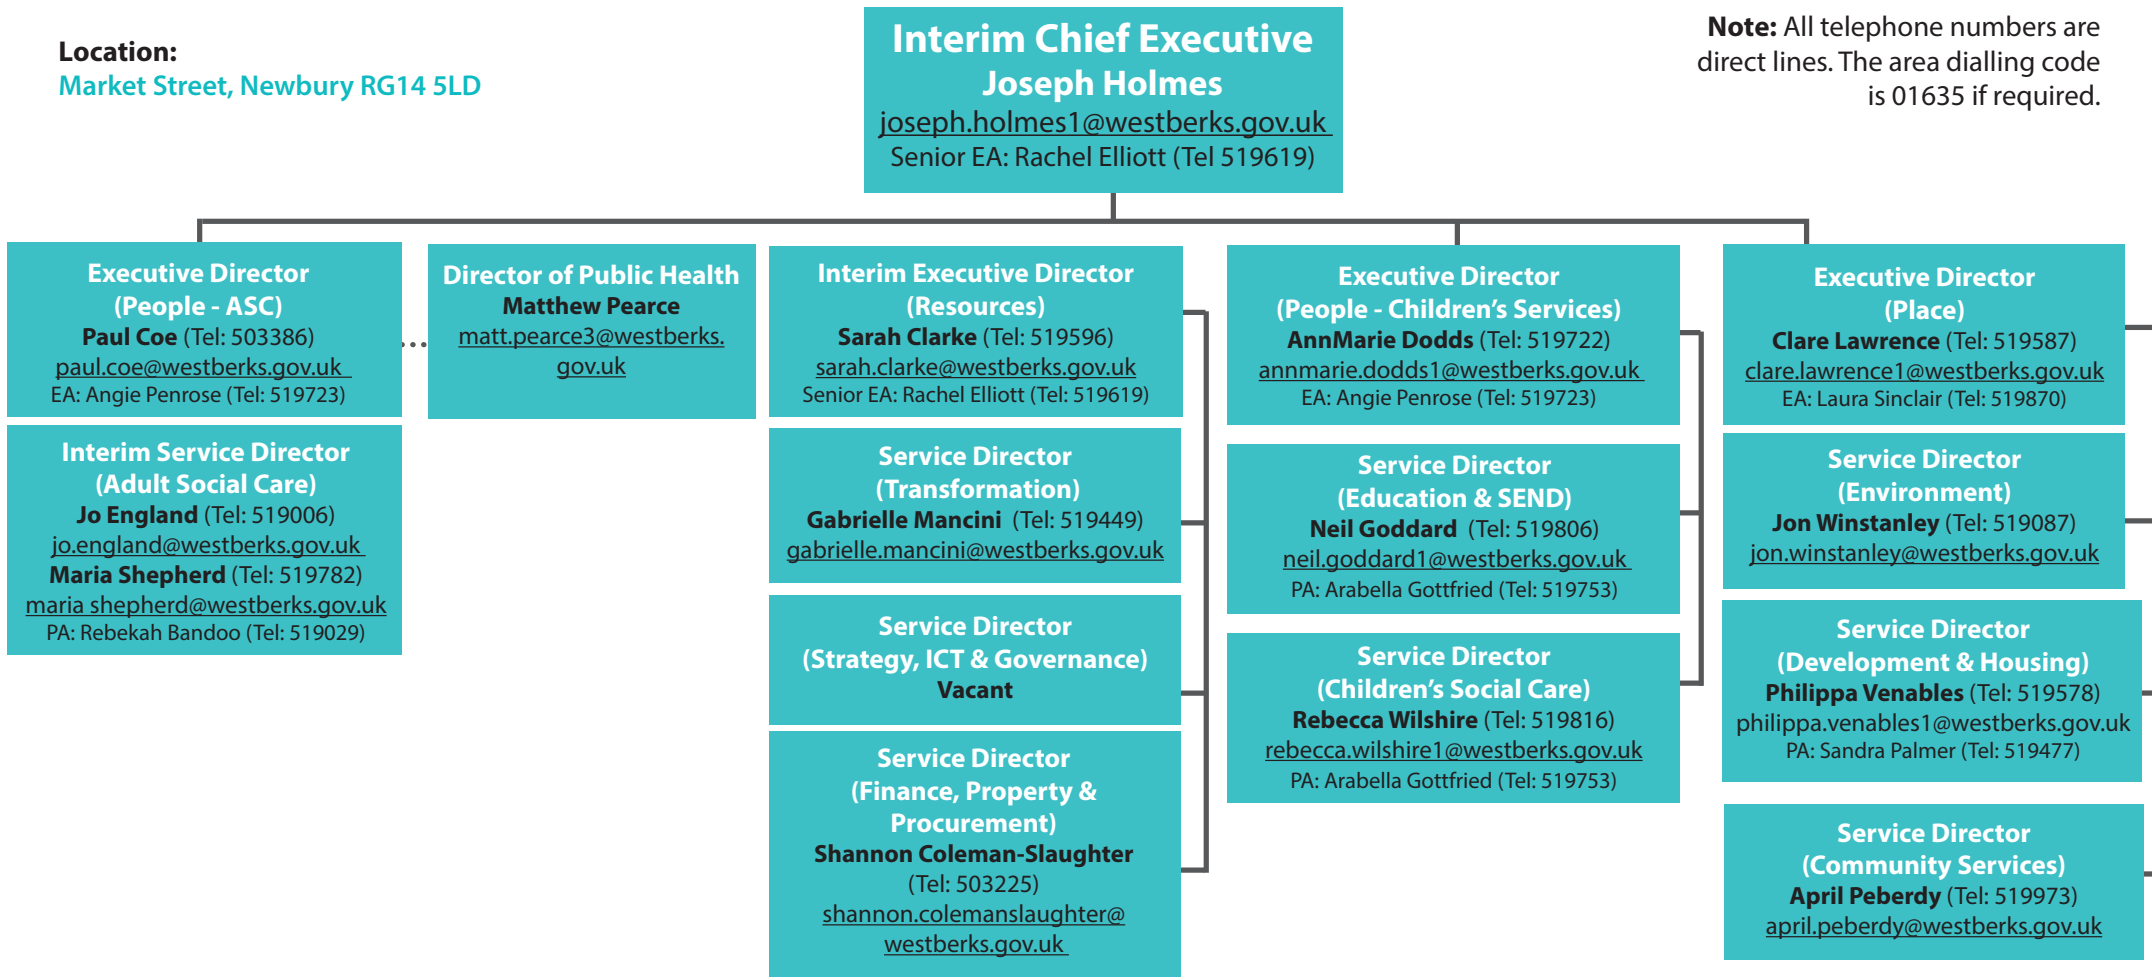 Location:
Market Street, Newbury RG14 5LD
Interim Chief Executive
Joseph Holmes
joseph.holmes1@westberks.gov.uk
Senior EA: Rachel Elliott (Tel 519619)
Note: All telephone numbers are
direct lines. The area dialling code
is 01635 if required.
Executive Director
(People - ASC)
Paul Coe (Tel: 503386)
paul.coe@westberks.gov.uk
EA: Angie Penrose (Tel: 519723)
Interim Service Director
(Adult Social Care)
Jo England (Tel: 519006)
jo.england@westberks.gov.uk
Maria Shepherd (Tel: 519782)
maria shepherd@westberks.gov.uk
PA: Rebekah Bandoo (Tel: 519029)
Director of Public Health
Matthew Pearce
matt.pearce3@westberks.
gov.uk
Interim Executive Director
(Resources)
Sarah Clarke (Tel: 519596)
sarah.clarke@westberks.gov.uk
Senior EA: Rachel Elliott (Tel: 519619)
Service Director
(Transformation)
Gabrielle Mancini (Tel: 519449)
gabrielle.mancini@westberks.gov.uk
Service Director
(Strategy, ICT & Governance)
Vacant
Service Director
(Finance, Property &
Procurement)
Shannon Coleman-Slaughter
(Tel: 503225)
shannon.colemanslaughter@
westberks.gov.uk
Executive Director
(People - Children’s Services)
AnnMarie Dodds (Tel: 519722)
annmarie.dodds1@westberks.gov.uk
EA: Angie Penrose (Tel: 519723)
Service Director
(Education & SEND)
Neil Goddard (Tel: 519806)
neil.goddard1@westberks.gov.uk
PA: Arabella Gottfried (Tel: 519753)
Service Director
(Children’s Social Care)
Rebecca Wilshire (Tel: 519816)
rebecca.wilshire1@westberks.gov.uk
PA: Arabella Gottfried (Tel: 519753)
Executive Director
(Place)
Clare Lawrence (Tel: 519587)
clare.lawrence1@westberks.gov.uk
EA: Laura Sinclair (Tel: 519870)
Service Director
(Environment)
Jon Winstanley (Tel: 519087)
jon.winstanley@westberks.gov.uk
Service Director
(Development & Housing)
Philippa Venables (Tel: 519578)
philippa.venables1@westberks.gov.uk
PA: Sandra Palmer (Tel: 519477)
Service Director
(Community Services)
April Peberdy (Tel: 519973)
april.peberdy@westberks.gov.uk